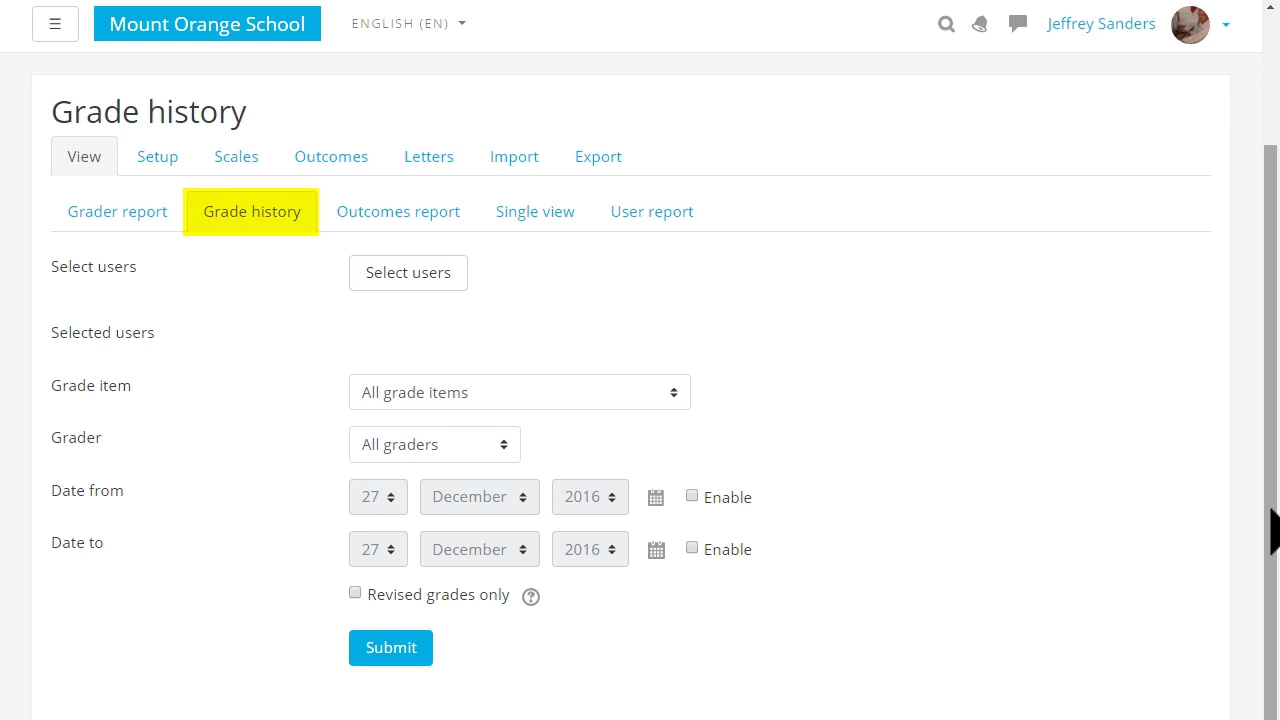 Mount Orange School ENGLISH (EN) Jeffrey Sanders
Grade history
View Setup Scales Outcomes Letters Import Export
Grader report Grade history Outcomes report Single view User report
Select users Select users
Selected users
Grade item All grade items
Grader All graders
Date from 27 December 2016 Enable
Date to 27 December 2016 Enable
Revised grades only ?
Submit